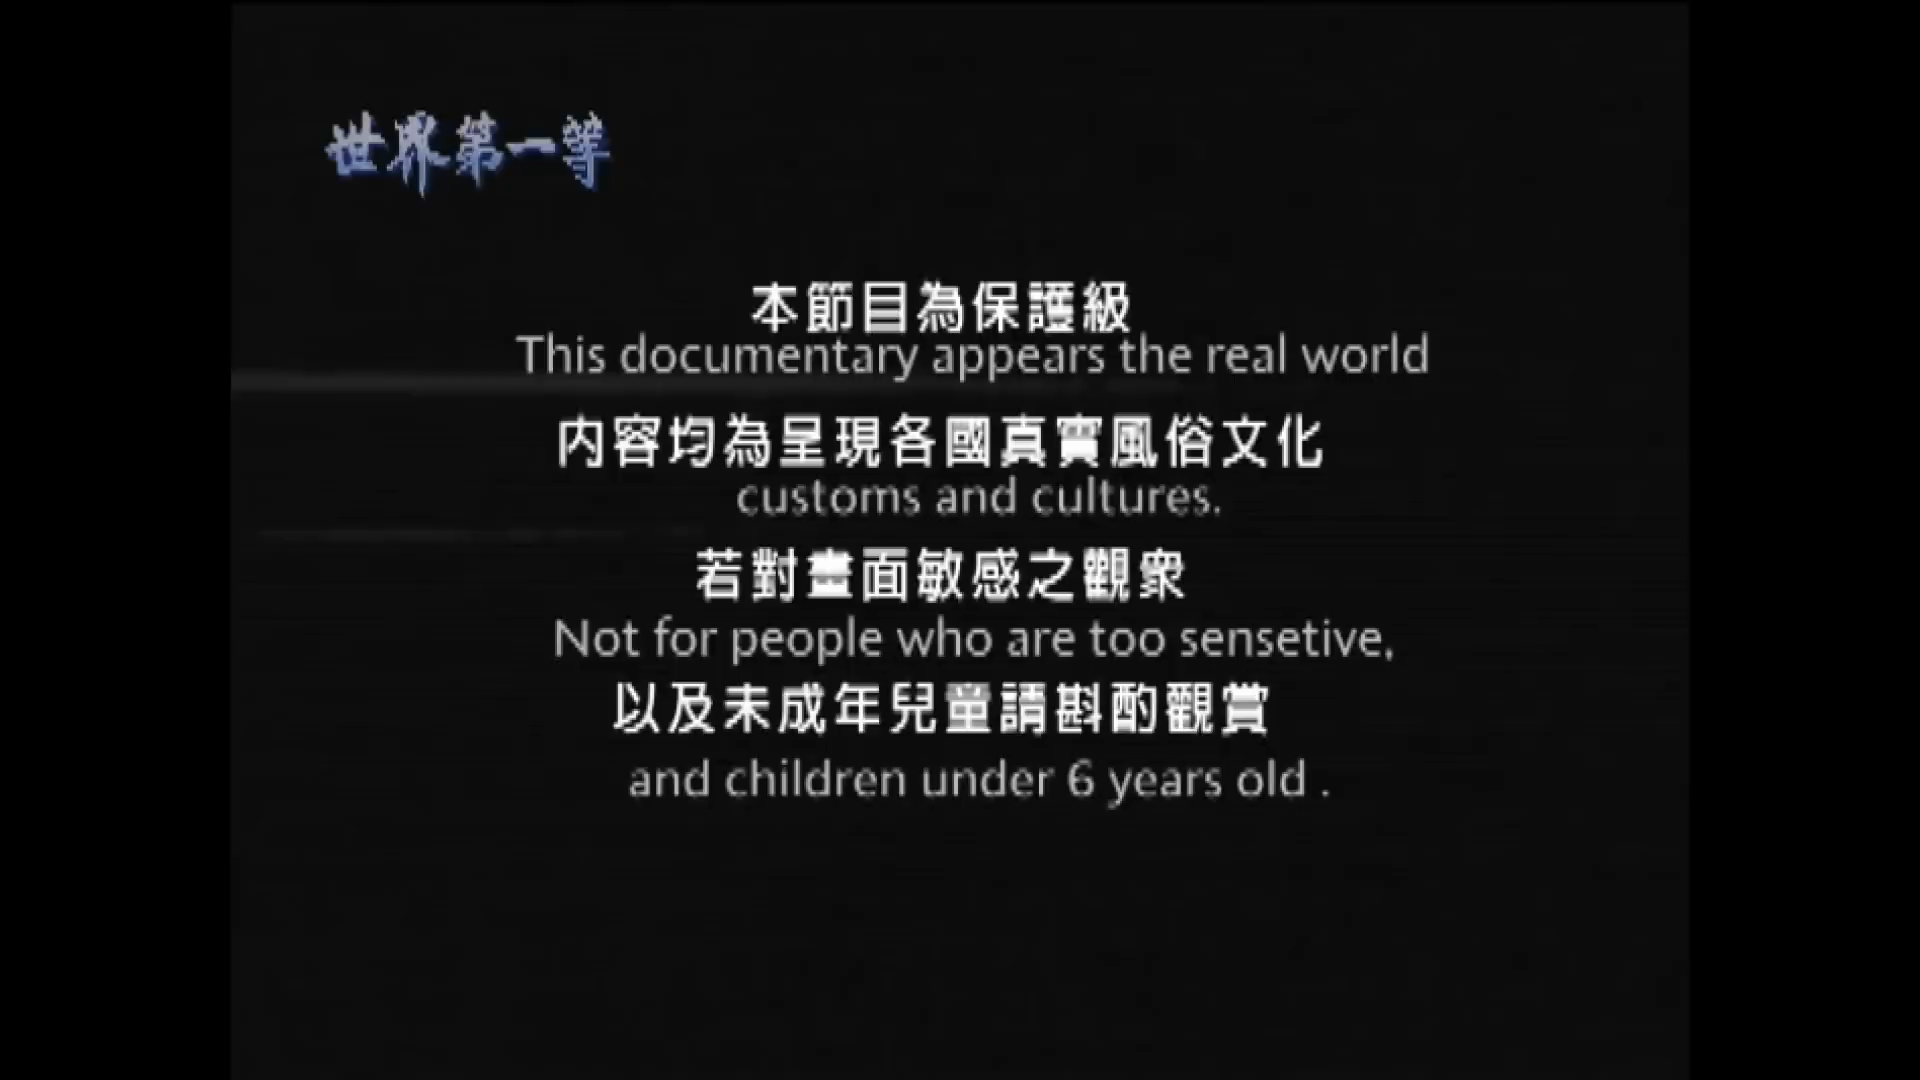 世界第一等
本節目為保護級
This documentary appears the real world
內容均為呈現各國真實風俗文化
customs and cultures.
若對畫面敏感之觀眾
Not for people who are too sensetive,
以及未成年兒童請斟酌觀賞
and children under 6 years old .